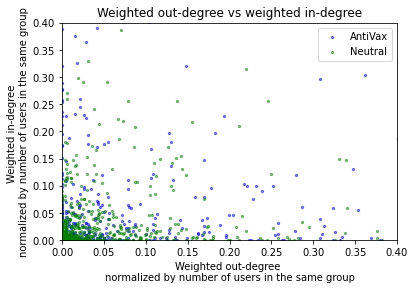 Weighted out-degree vs weighted in-degree
AntiVax
Neutral
Weighted in-degree
normalized by number of users in the same group
0.40
0.35
0.30
0.25
0.20
0.15
0.10
0.05
0.00
0.00 0.05 0.10 0.15 0.20 0.25 0.30 0.35 0.40
Weighted out-degree
normalized by number of users in the same group